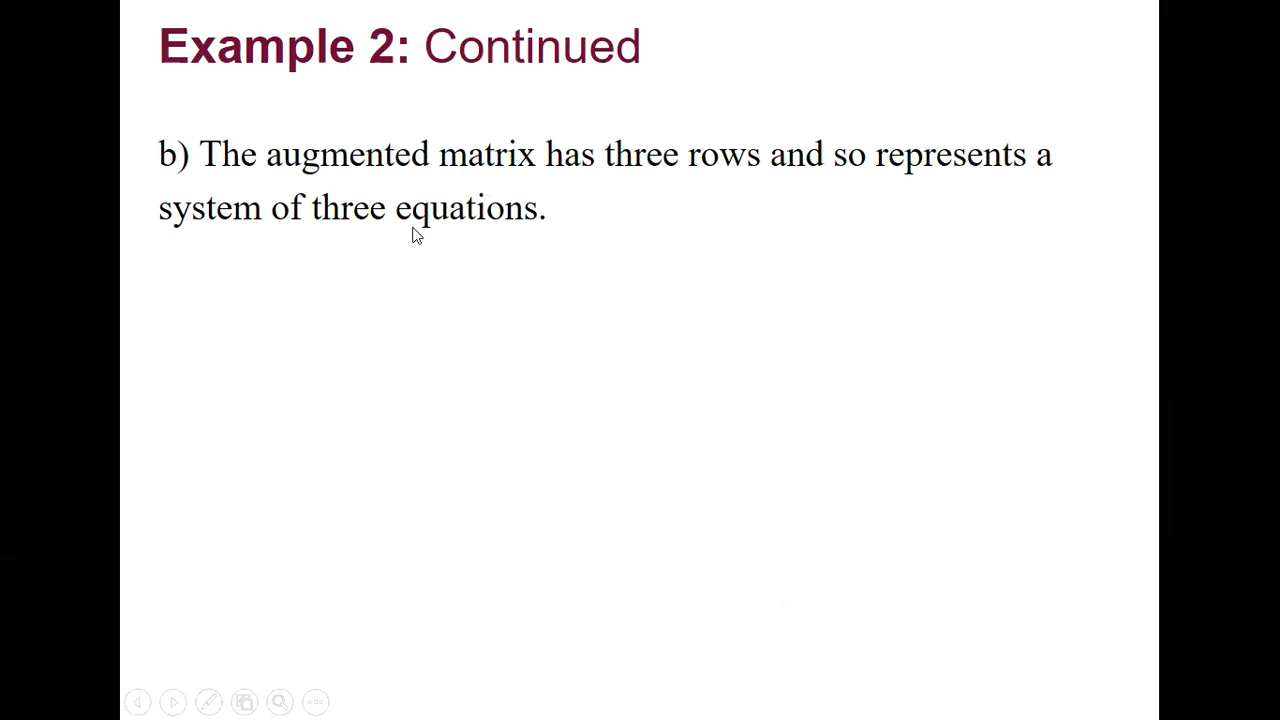 Example 2: Continued
b) The augmented matrix has three rows and so represents a
system of three equations.